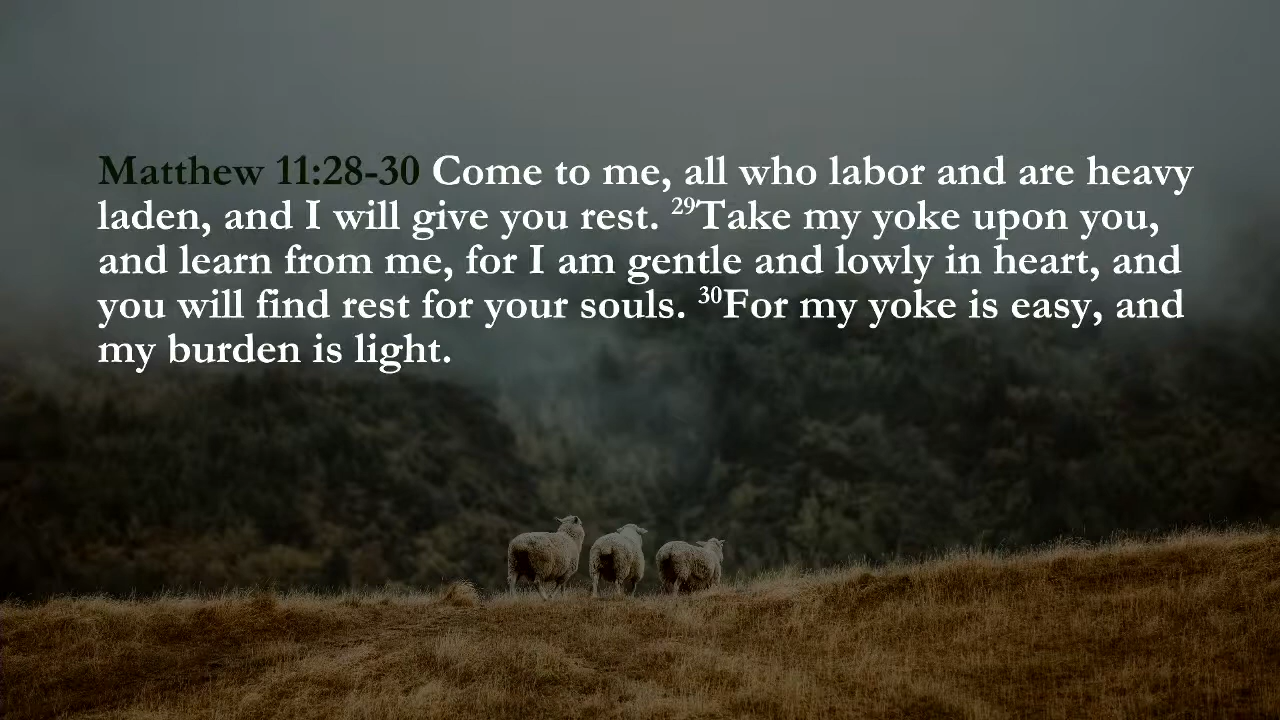 Matthew 11:28-30 Come to me, all who labor and are heavy
laden, and I will give you rest. ²⁹Take my yoke upon you,
and learn from me, for I am gentle and lowly in heart, and
you will find rest for your souls. ³⁰For my yoke is easy, and
my burden is light.